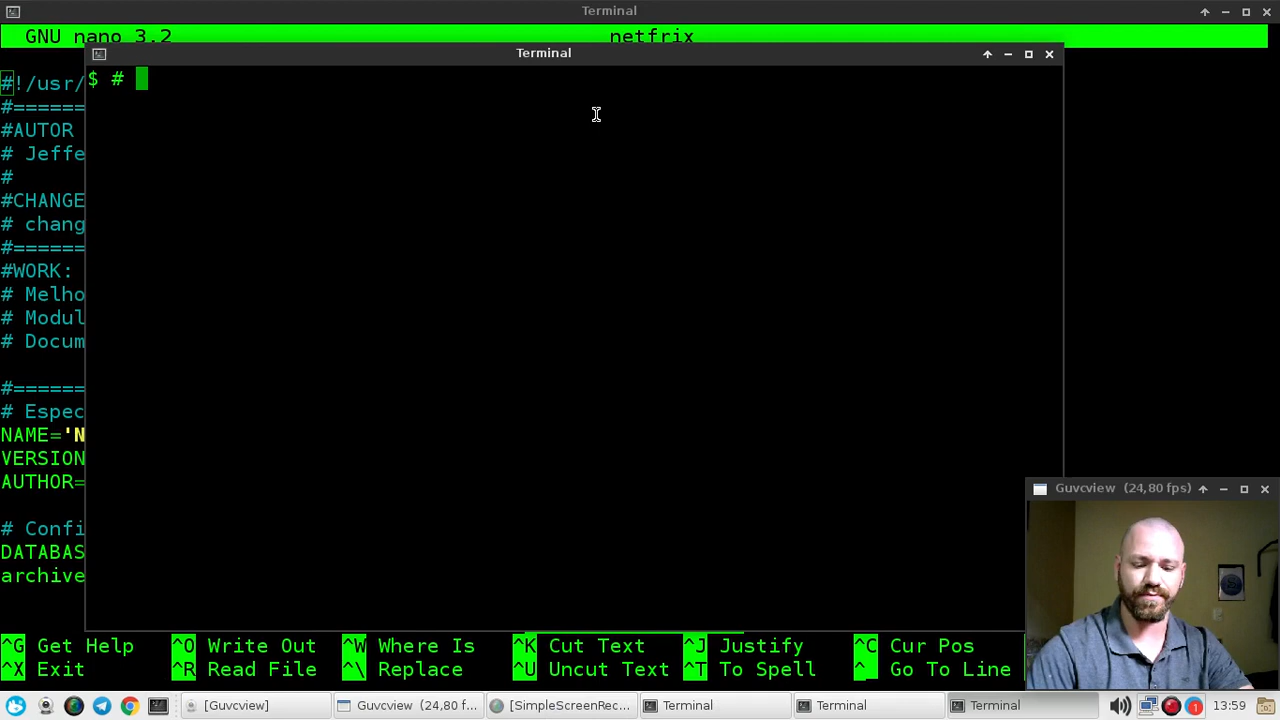 Terminal
GNU nano 3.2 netfrix
Terminal
$ #
#!/usr/
#======
#AUTOR
# Jeffe
#
#CHANGE
# chang
#======
#WORK:
# Melho
# Modul
# Docum
#======
# Espec
NAME='N
VERSION
AUTHOR=
# Confi
DATABAS
archive
Guvcview (24,80 fps)
^G Get Help ^O Write Out ^W Where Is ^K Cut Text ^J Justify ^C Cur Pos
^X Exit ^R Read File ^\ Replace ^U Uncut Text ^T To Spell ^_ Go To Line
[Guvcview] Guvcview (24,80 f... [SimpleScreenRec... Terminal Terminal Terminal 1 13:59